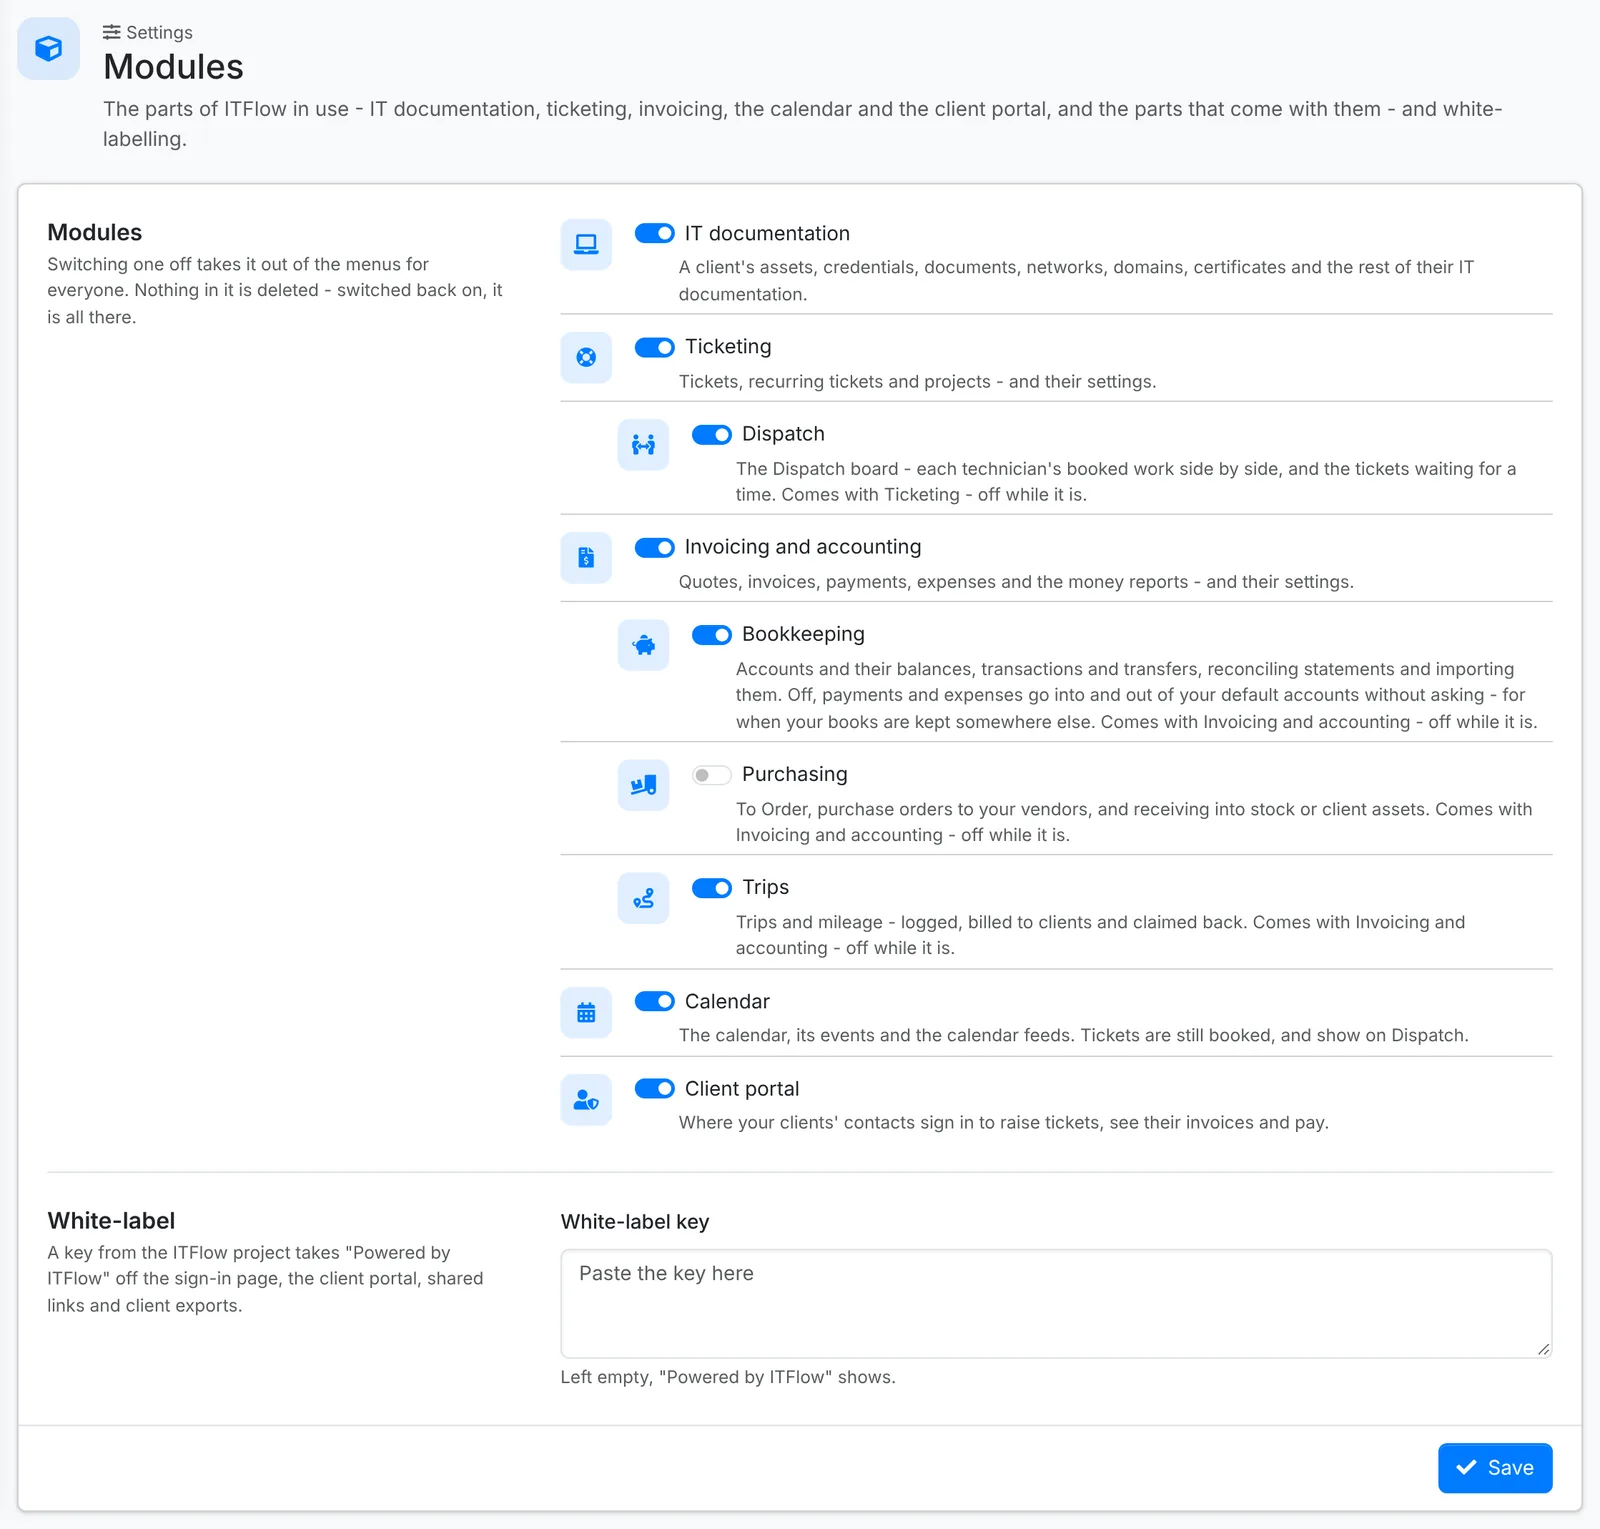 Settings
Modules
The parts of ITFlow in use - IT documentation, ticketing, invoicing, the calendar and the client portal, and the parts that come with them - and white-
labelling.
Modules
Switching one off takes it out of the menus for
everyone. Nothing in it is deleted - switched back on, it
is all there.
IT documentation
A client's assets, credentials, documents, networks, domains, certificates and the rest of their IT
documentation.
Ticketing
Tickets, recurring tickets and projects - and their settings.
Dispatch
The Dispatch board - each technician's booked work side by side, and the tickets waiting for a
time. Comes with Ticketing - off while it is.
Invoicing and accounting
Quotes, invoices, payments, expenses and the money reports - and their settings.
Bookkeeping
Accounts and their balances, transactions and transfers, reconciling statements and importing
them. Off, payments and expenses go into and out of your default accounts without asking - for
when your books are kept somewhere else. Comes with Invoicing and accounting - off while it is.
Purchasing
To Order, purchase orders to your vendors, and receiving into stock or client assets. Comes with
Invoicing and accounting - off while it is.
Trips
Trips and mileage - logged, billed to clients and claimed back. Comes with Invoicing and
accounting - off while it is.
Calendar
The calendar, its events and the calendar feeds. Tickets are still booked, and show on Dispatch.
Client portal
Where your clients' contacts sign in to raise tickets, see their invoices and pay.
White-label
A key from the ITFlow project takes "Powered by
ITFlow" off the sign-in page, the client portal, shared
links and client exports.
White-label key
Paste the key here
Left empty, "Powered by ITFlow" shows.
Save